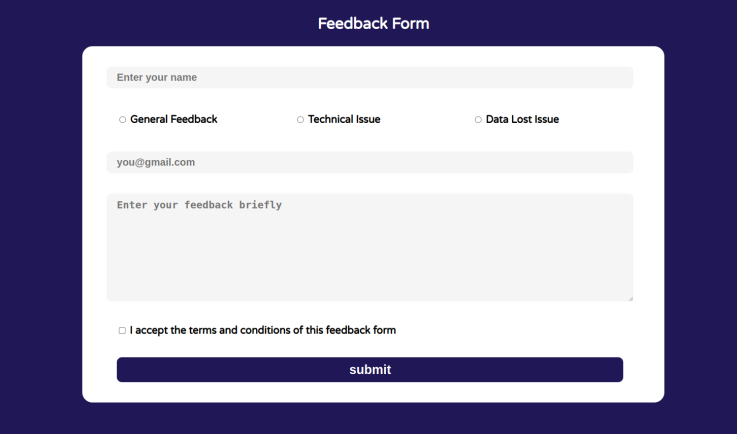 Feedback Form
Enter your name
General Feedback Technical Issue Data Lost Issue
you@gmail.com
Enter your feedback briefly
I accept the terms and conditions of this feedback form
submit